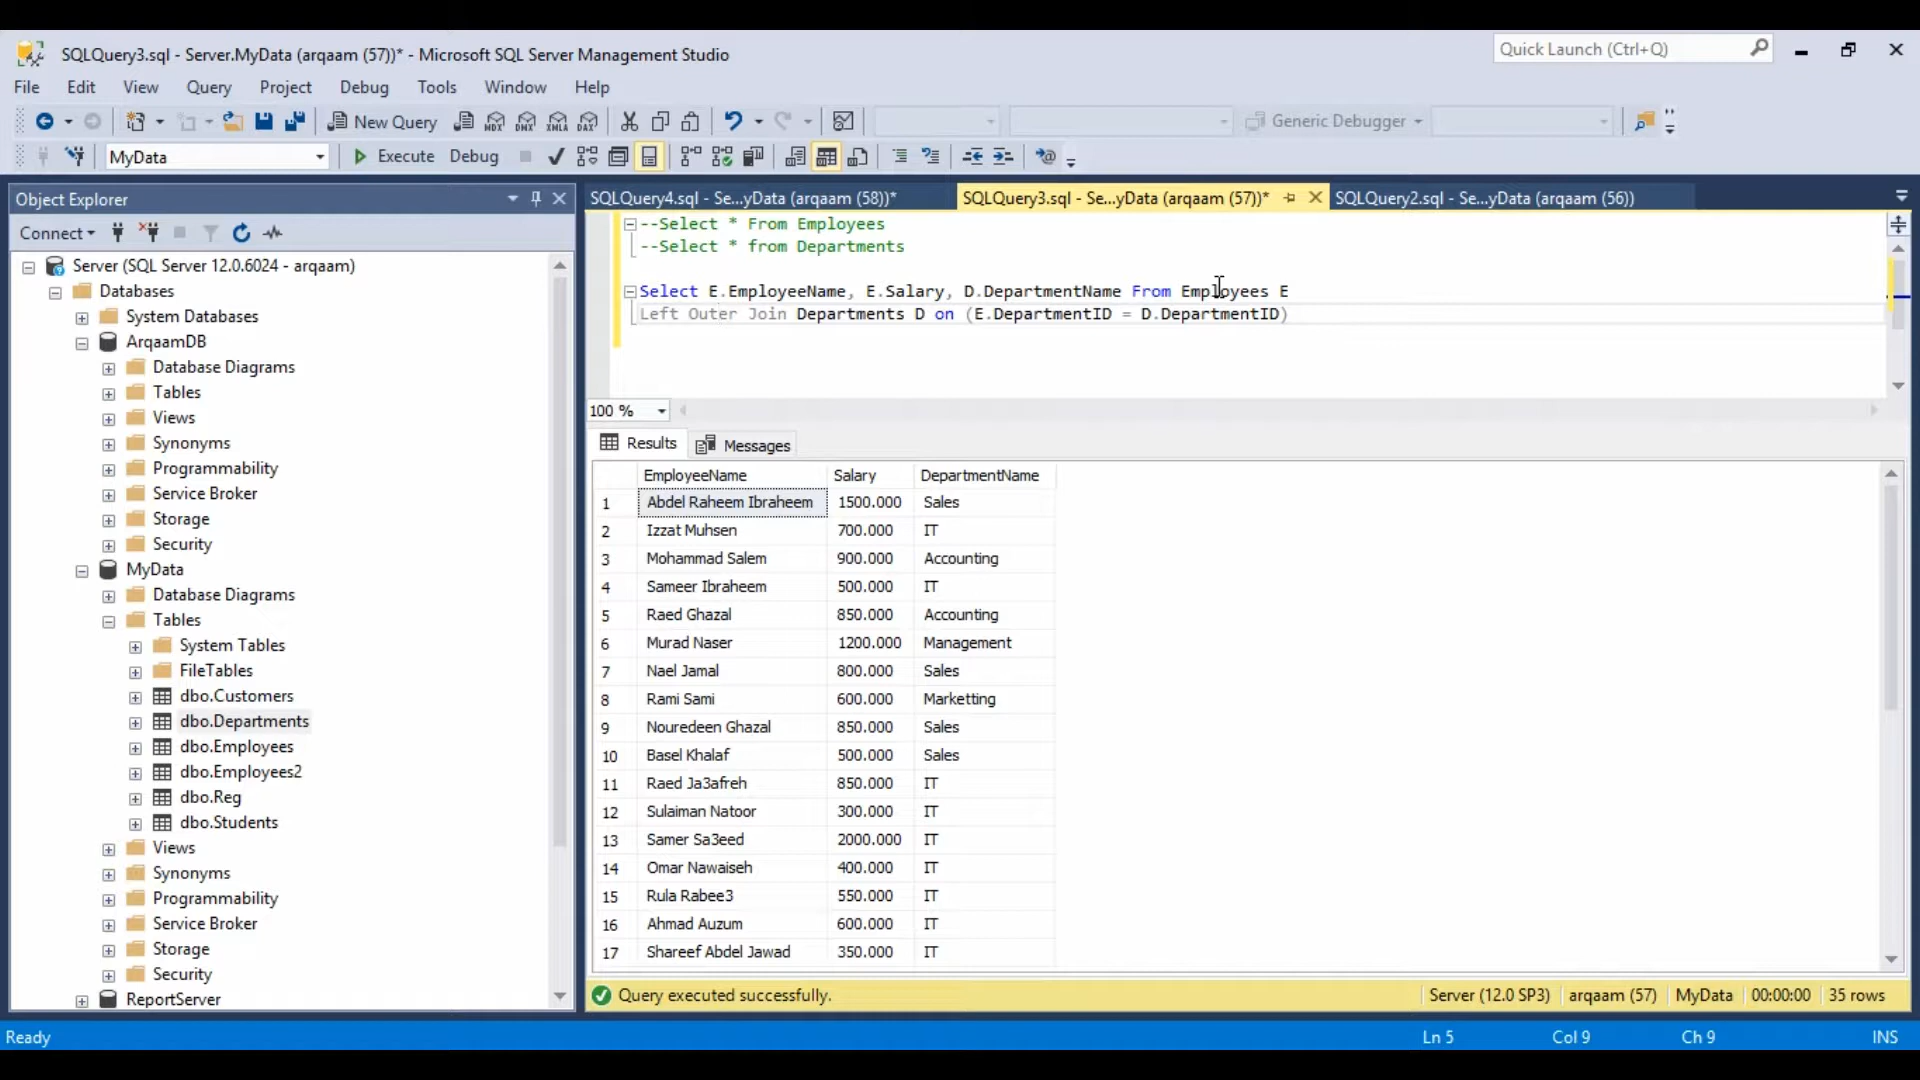 SQLQuery3.sql - Server.MyData (arqaam (57))* - Microsoft SQL Server Management Studio
Quick Launch (Ctrl+Q)
File Edit View Query Project Debug Tools Window Help
New Query
MDX DMX XMLA DAX
Generic Debugger
MyData
Execute Debug
Object Explorer
Connect
Server (SQL Server 12.0.6024 - arqaam)
Databases
System Databases
ArqaamDB
Database Diagrams
Tables
Views
Synonyms
Programmability
Service Broker
Storage
Security
MyData
Database Diagrams
Tables
System Tables
FileTables
dbo.Customers
dbo.Departments
dbo.Employees
dbo.Employees2
dbo.Reg
dbo.Students
Views
Synonyms
Programmability
Service Broker
Storage
Security
ReportServer
SQLQuery4.sql - Se...yData (arqaam (58))*
SQLQuery3.sql - Se...yData (arqaam (57))*
SQLQuery2.sql - Se...yData (arqaam (56))
--Select * From Employees
--Select * from Departments
Select E.EmployeeName, E.Salary, D.DepartmentName From Employees E
Left Outer Join Departments D on (E.DepartmentID = D.DepartmentID)
100 %
Results Messages
EmployeeName Salary DepartmentName
1 Abdel Raheem Ibraheem 1500.000 Sales
2 Izzat Muhsen 700.000 IT
3 Mohammad Salem 900.000 Accounting
4 Sameer Ibraheem 500.000 IT
5 Raed Ghazal 850.000 Accounting
6 Murad Naser 1200.000 Management
7 Nael Jamal 800.000 Sales
8 Rami Sami 600.000 Marketting
9 Nouredeen Ghazal 850.000 Sales
10 Basel Khalaf 500.000 Sales
11 Raed Ja3afreh 850.000 IT
12 Sulaiman Natoor 300.000 IT
13 Samer Sa3eed 2000.000 IT
14 Omar Nawaiseh 400.000 IT
15 Rula Rabee3 550.000 IT
16 Ahmad Auzum 600.000 IT
17 Shareef Abdel Jawad 350.000 IT
Query executed successfully.
Server (12.0 SP3) arqaam (57) MyData 00:00:00 35 rows
Ready
Ln 5 Col 9 Ch 9 INS